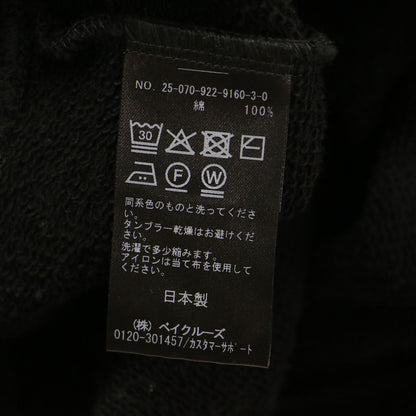 NO. 25-070-922-9160-3-0
綿 100%
30
F W
同系色のものと洗ってくださ
い。
タンブラー乾燥はお避けくださ
い。
洗濯で多少縮みます。
アイロンは当て布を使用して
ください。
日本製
(株) ベイクルーズ
0120-301457/カスタマーサポート